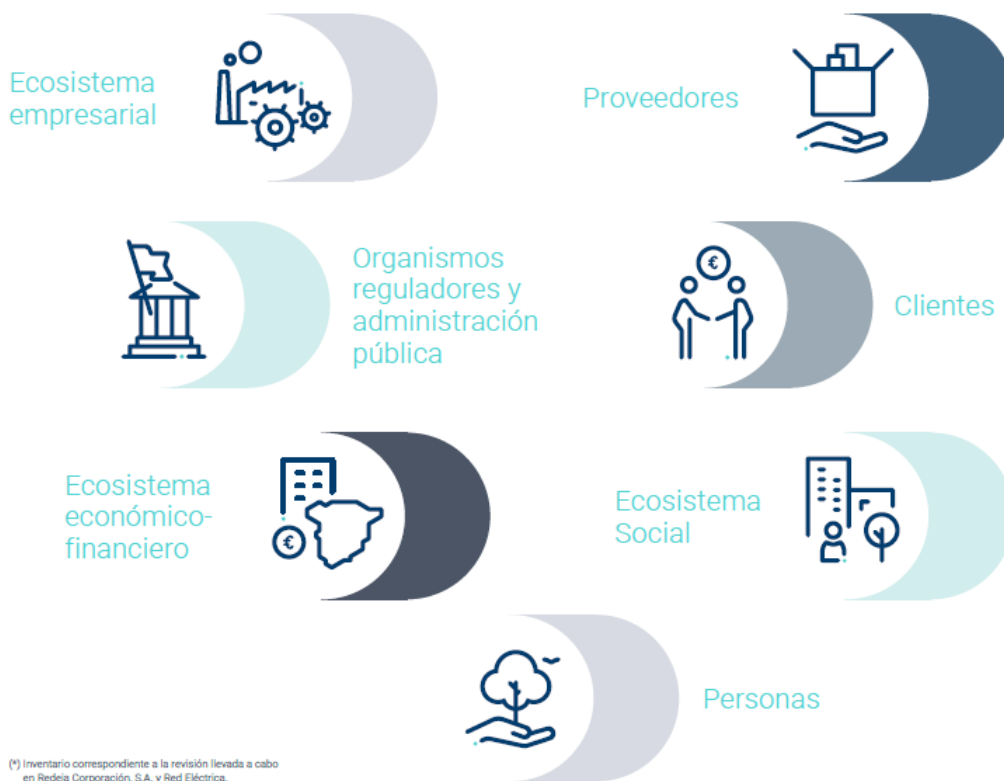 Ecosistema
empresarial
Proveedores
Organismos
reguladores y
administración
pública
Clientes
Ecosistema
económico-
financiero
Ecosistema
Social
Personas
(*) Inventario correspondiente a la revisión llevada a cabo
en Redeia Corporación, S.A. y Red Eléctrica.